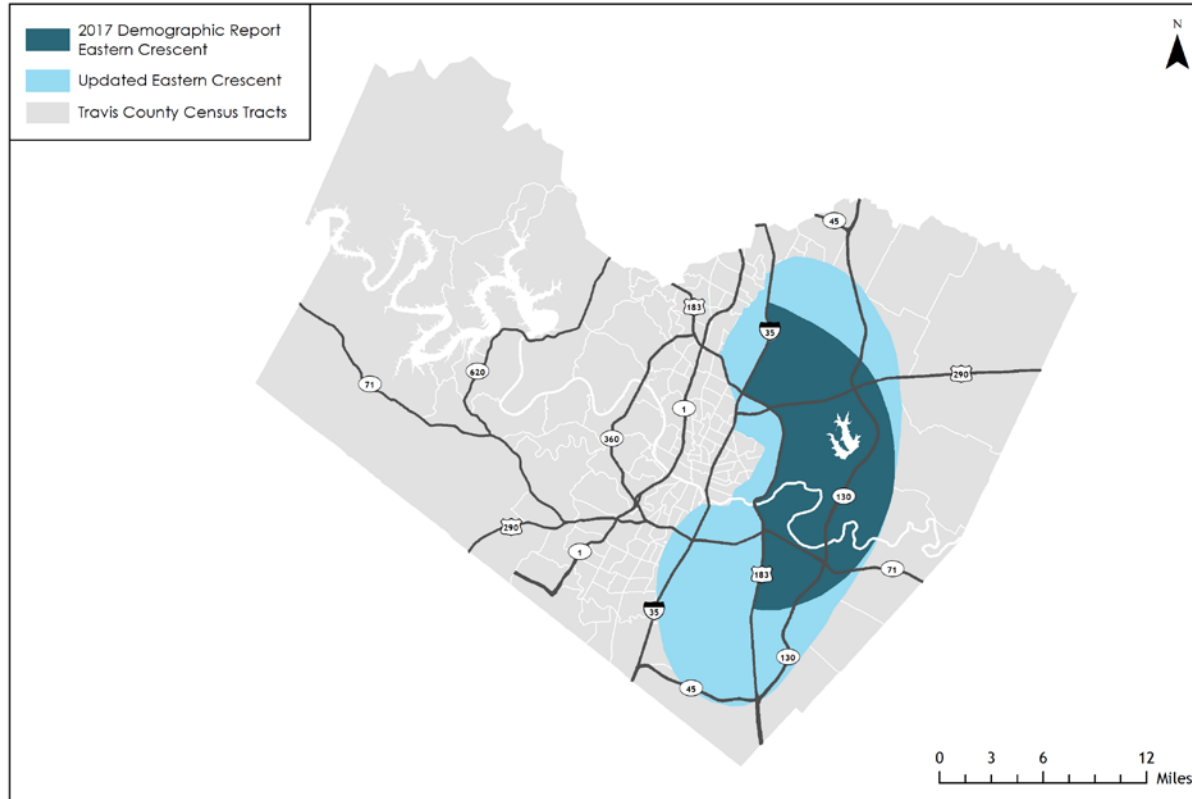 2017 Demographic Report
Eastern Crescent
Updated Eastern Crescent
Travis County Census Tracts
N
45
183
35
290
71
620
1
360
130
290
1
71
183
35
130
45
0 3 6 12
Miles